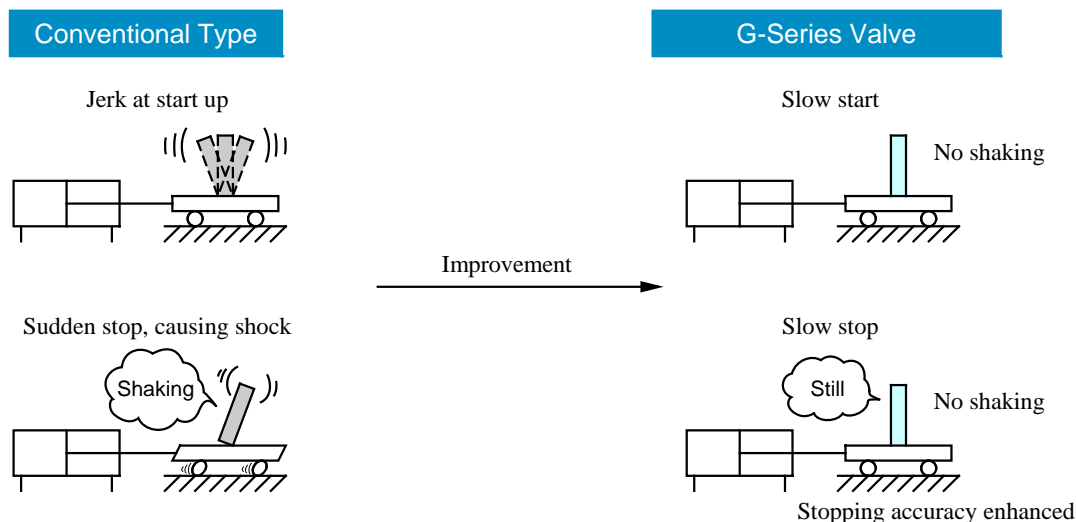 Conventional Type
G-Series Valve
Jerk at start up
Slow start
No shaking
Improvement
Sudden stop, causing shock
Slow stop
Shaking
Still
No shaking
Stopping accuracy enhanced